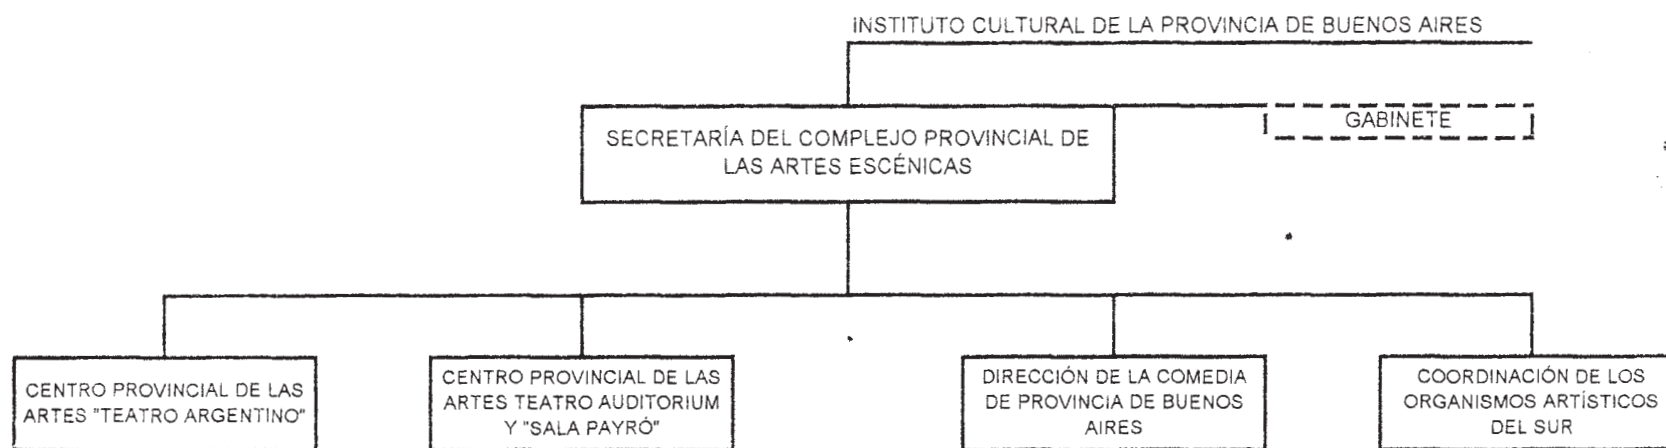 INSTITUTO CULTURAL DE LA PROVINCIA DE BUENOS AIRES
SECRETARÍA DEL COMPLEJO PROVINCIAL DE
LAS ARTES ESCÉNICAS
GABINETE
CENTRO PROVINCIAL DE LAS
ARTES "TEATRO ARGENTINO"
CENTRO PROVINCIAL DE LAS
ARTES TEATRO AUDITORIUM
Y "SALA PAYRÓ"
DIRECCIÓN DE LA COMEDIA
DE PROVINCIA DE BUENOS
AIRES
COORDINACIÓN DE LOS
ORGANISMOS ARTÍSTICOS
DEL SUR